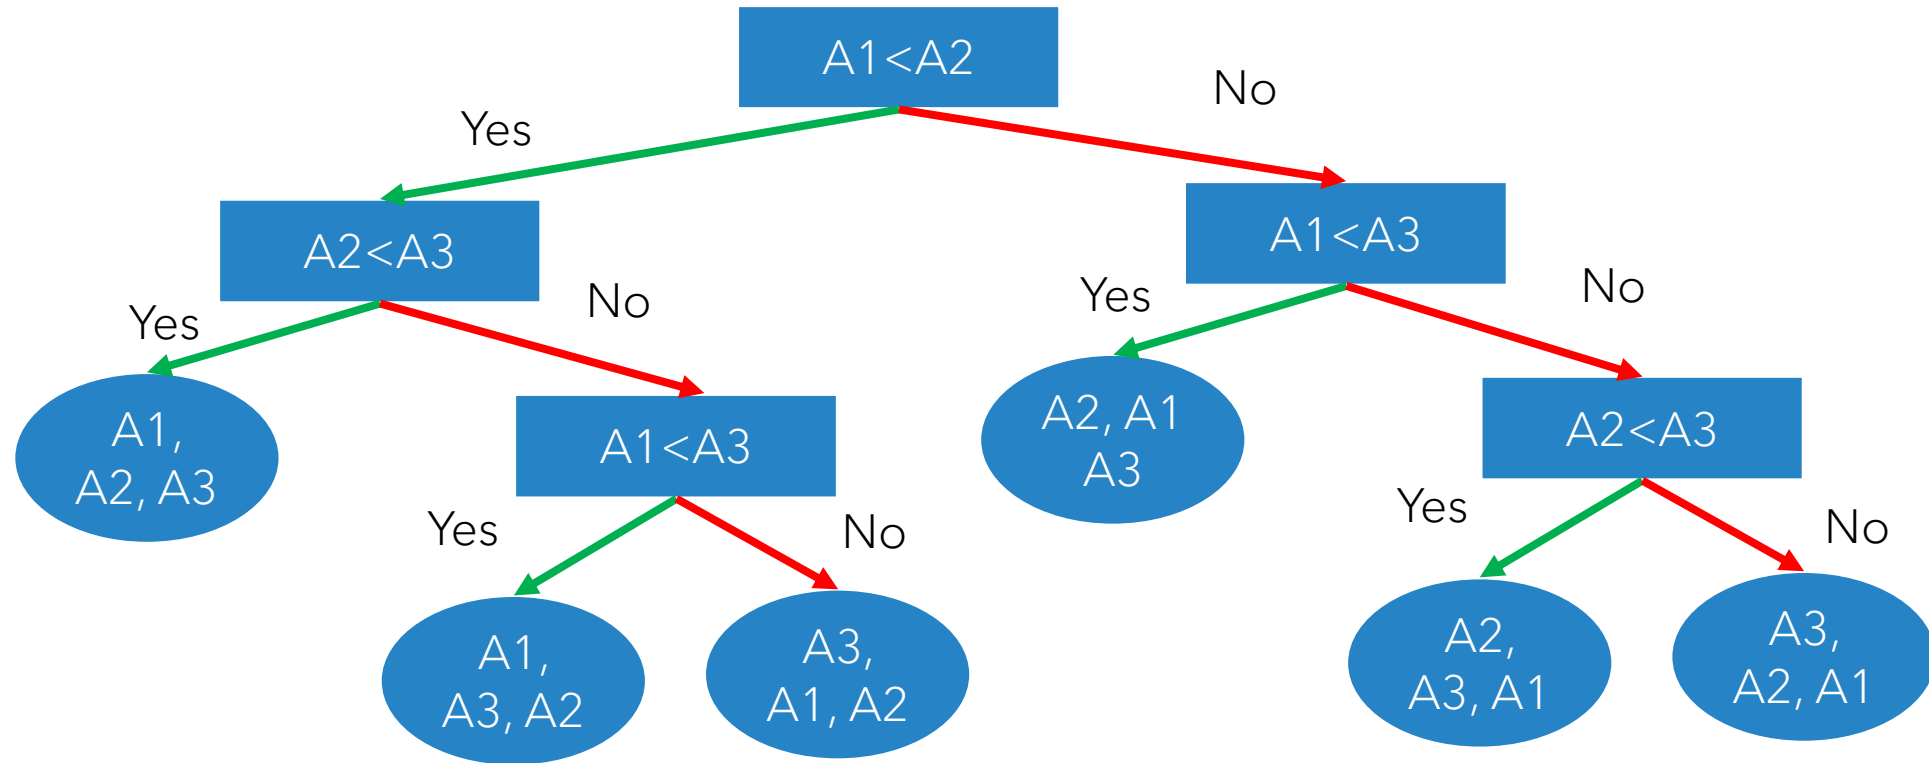 A1<A2
No
Yes
A1<A3
A2<A3
Yes
No
No
Yes
A1,
A2, A3
A1<A3
A2, A1
A3
A2<A3
Yes
No
Yes
No
A1,
A3, A2
A3,
A1, A2
A2,
A3, A1
A3,
A2, A1